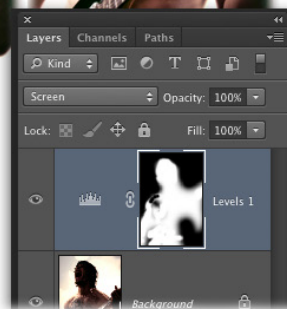 Layers Channels Paths
Kind T
Screen Opacity: 100%
Lock: Fill: 100%
Levels 1
Background